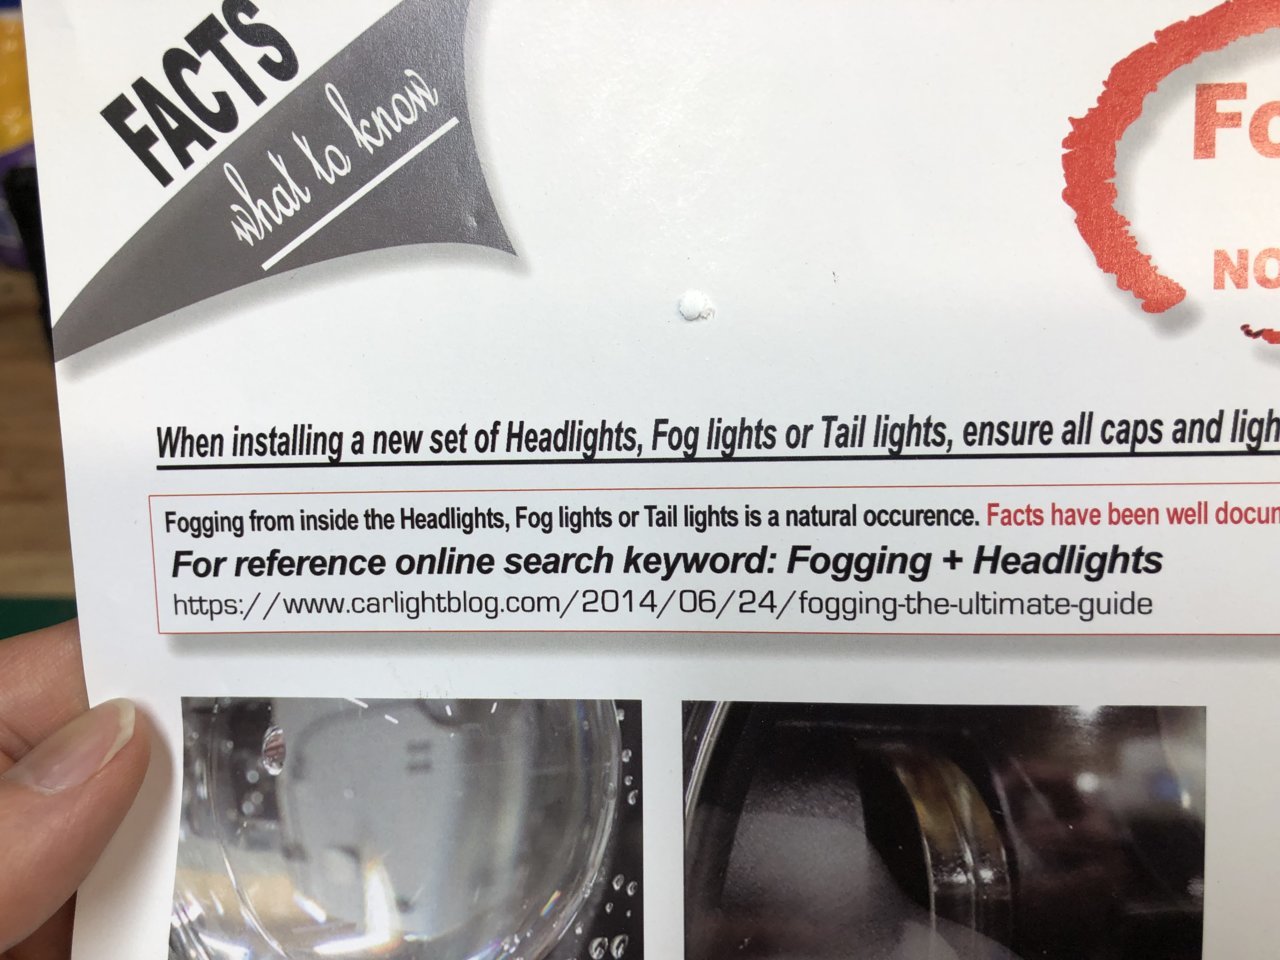 FACTS
what to know
Fo
NO
When installing a new set of Headlights, Fog lights or Tail lights, ensure all caps and ligh
Fogging from inside the Headlights, Fog lights or Tail lights is a natural occurence. Facts have been well docum
For reference online search keyword: Fogging + Headlights
https://www.carlightblog.com/2014/06/24/fogging-the-ultimate-guide